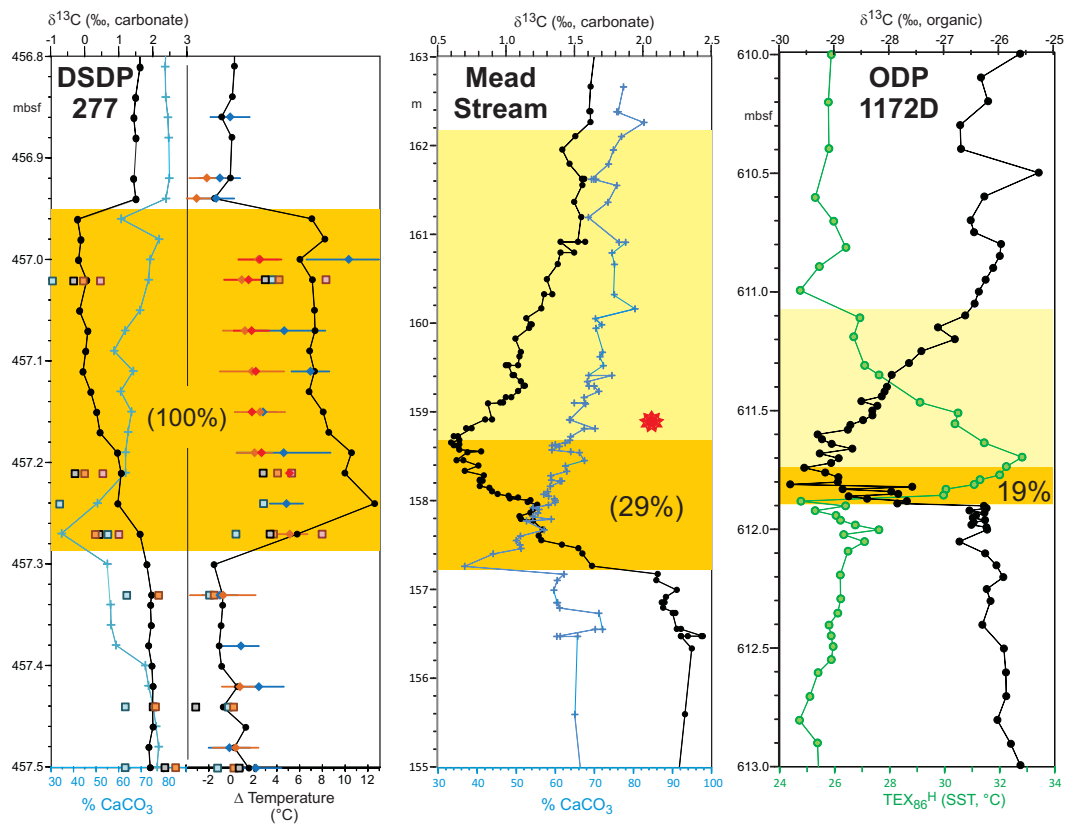 δ13C (‰, carbonate)
-1 0 1 2 3
456.8
DSDP
277
mbsf
456.9
457.0
457.1
(100%)
457.2
457.3
457.4
457.5
30 40 50 60 70 80
% CaCO3
-2 0 2 4 6 8 10 12
Δ Temperature
(°C)
δ13C (‰, carbonate)
0.5 1.0 1.5 2.0 2.5
163
Mead
Stream
m
162
161
160
159
158
(29%)
157
156
155
30 40 50 60 70 80 90 100
% CaCO3
δ13C (‰, organic)
-30 -29 -28 -27 -26 -25
610.0
ODP
1172D
mbsf
610.5
611.0
611.5
19%
612.0
612.5
613.0
24 26 28 30 32 34
TEX86H (SST, °C)